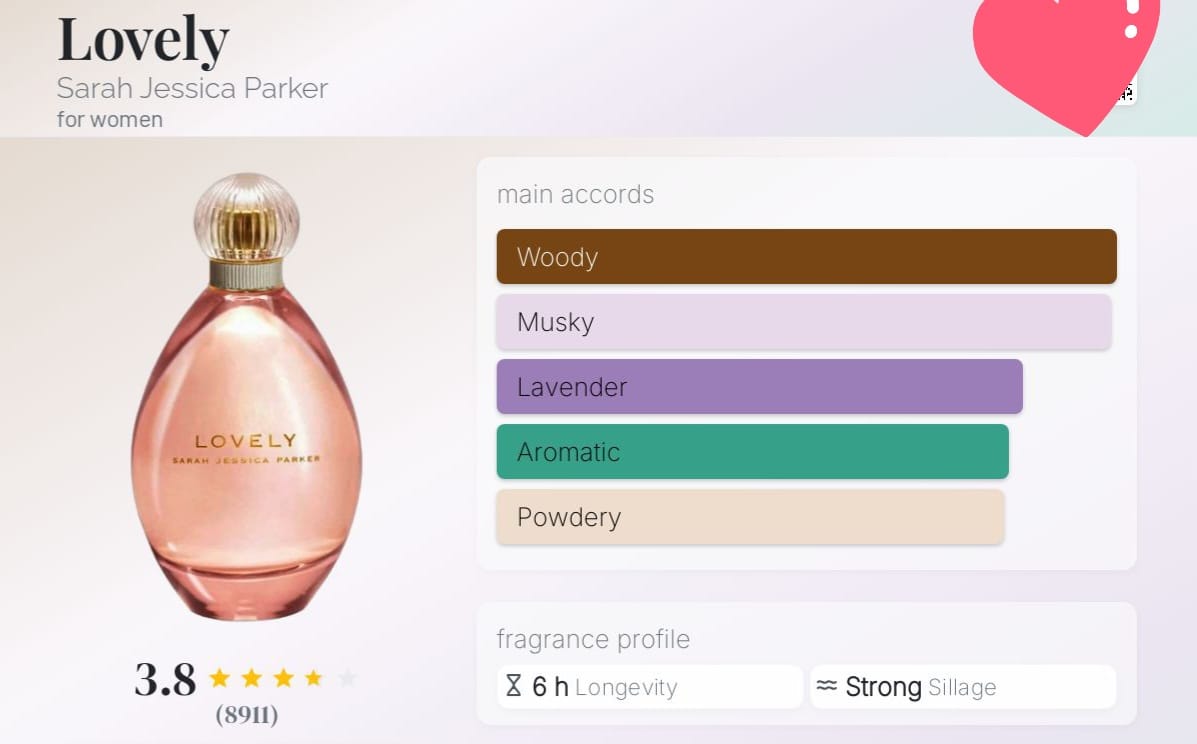 Lovely
Sarah Jessica Parker
for women
main accords
Woody
Musky
Lavender
Aromatic
Powdery
LOVELY
SARAH JESSICA PARKER
fragrance profile
3.8
(8911)
6 h Longevity
Strong Sillage